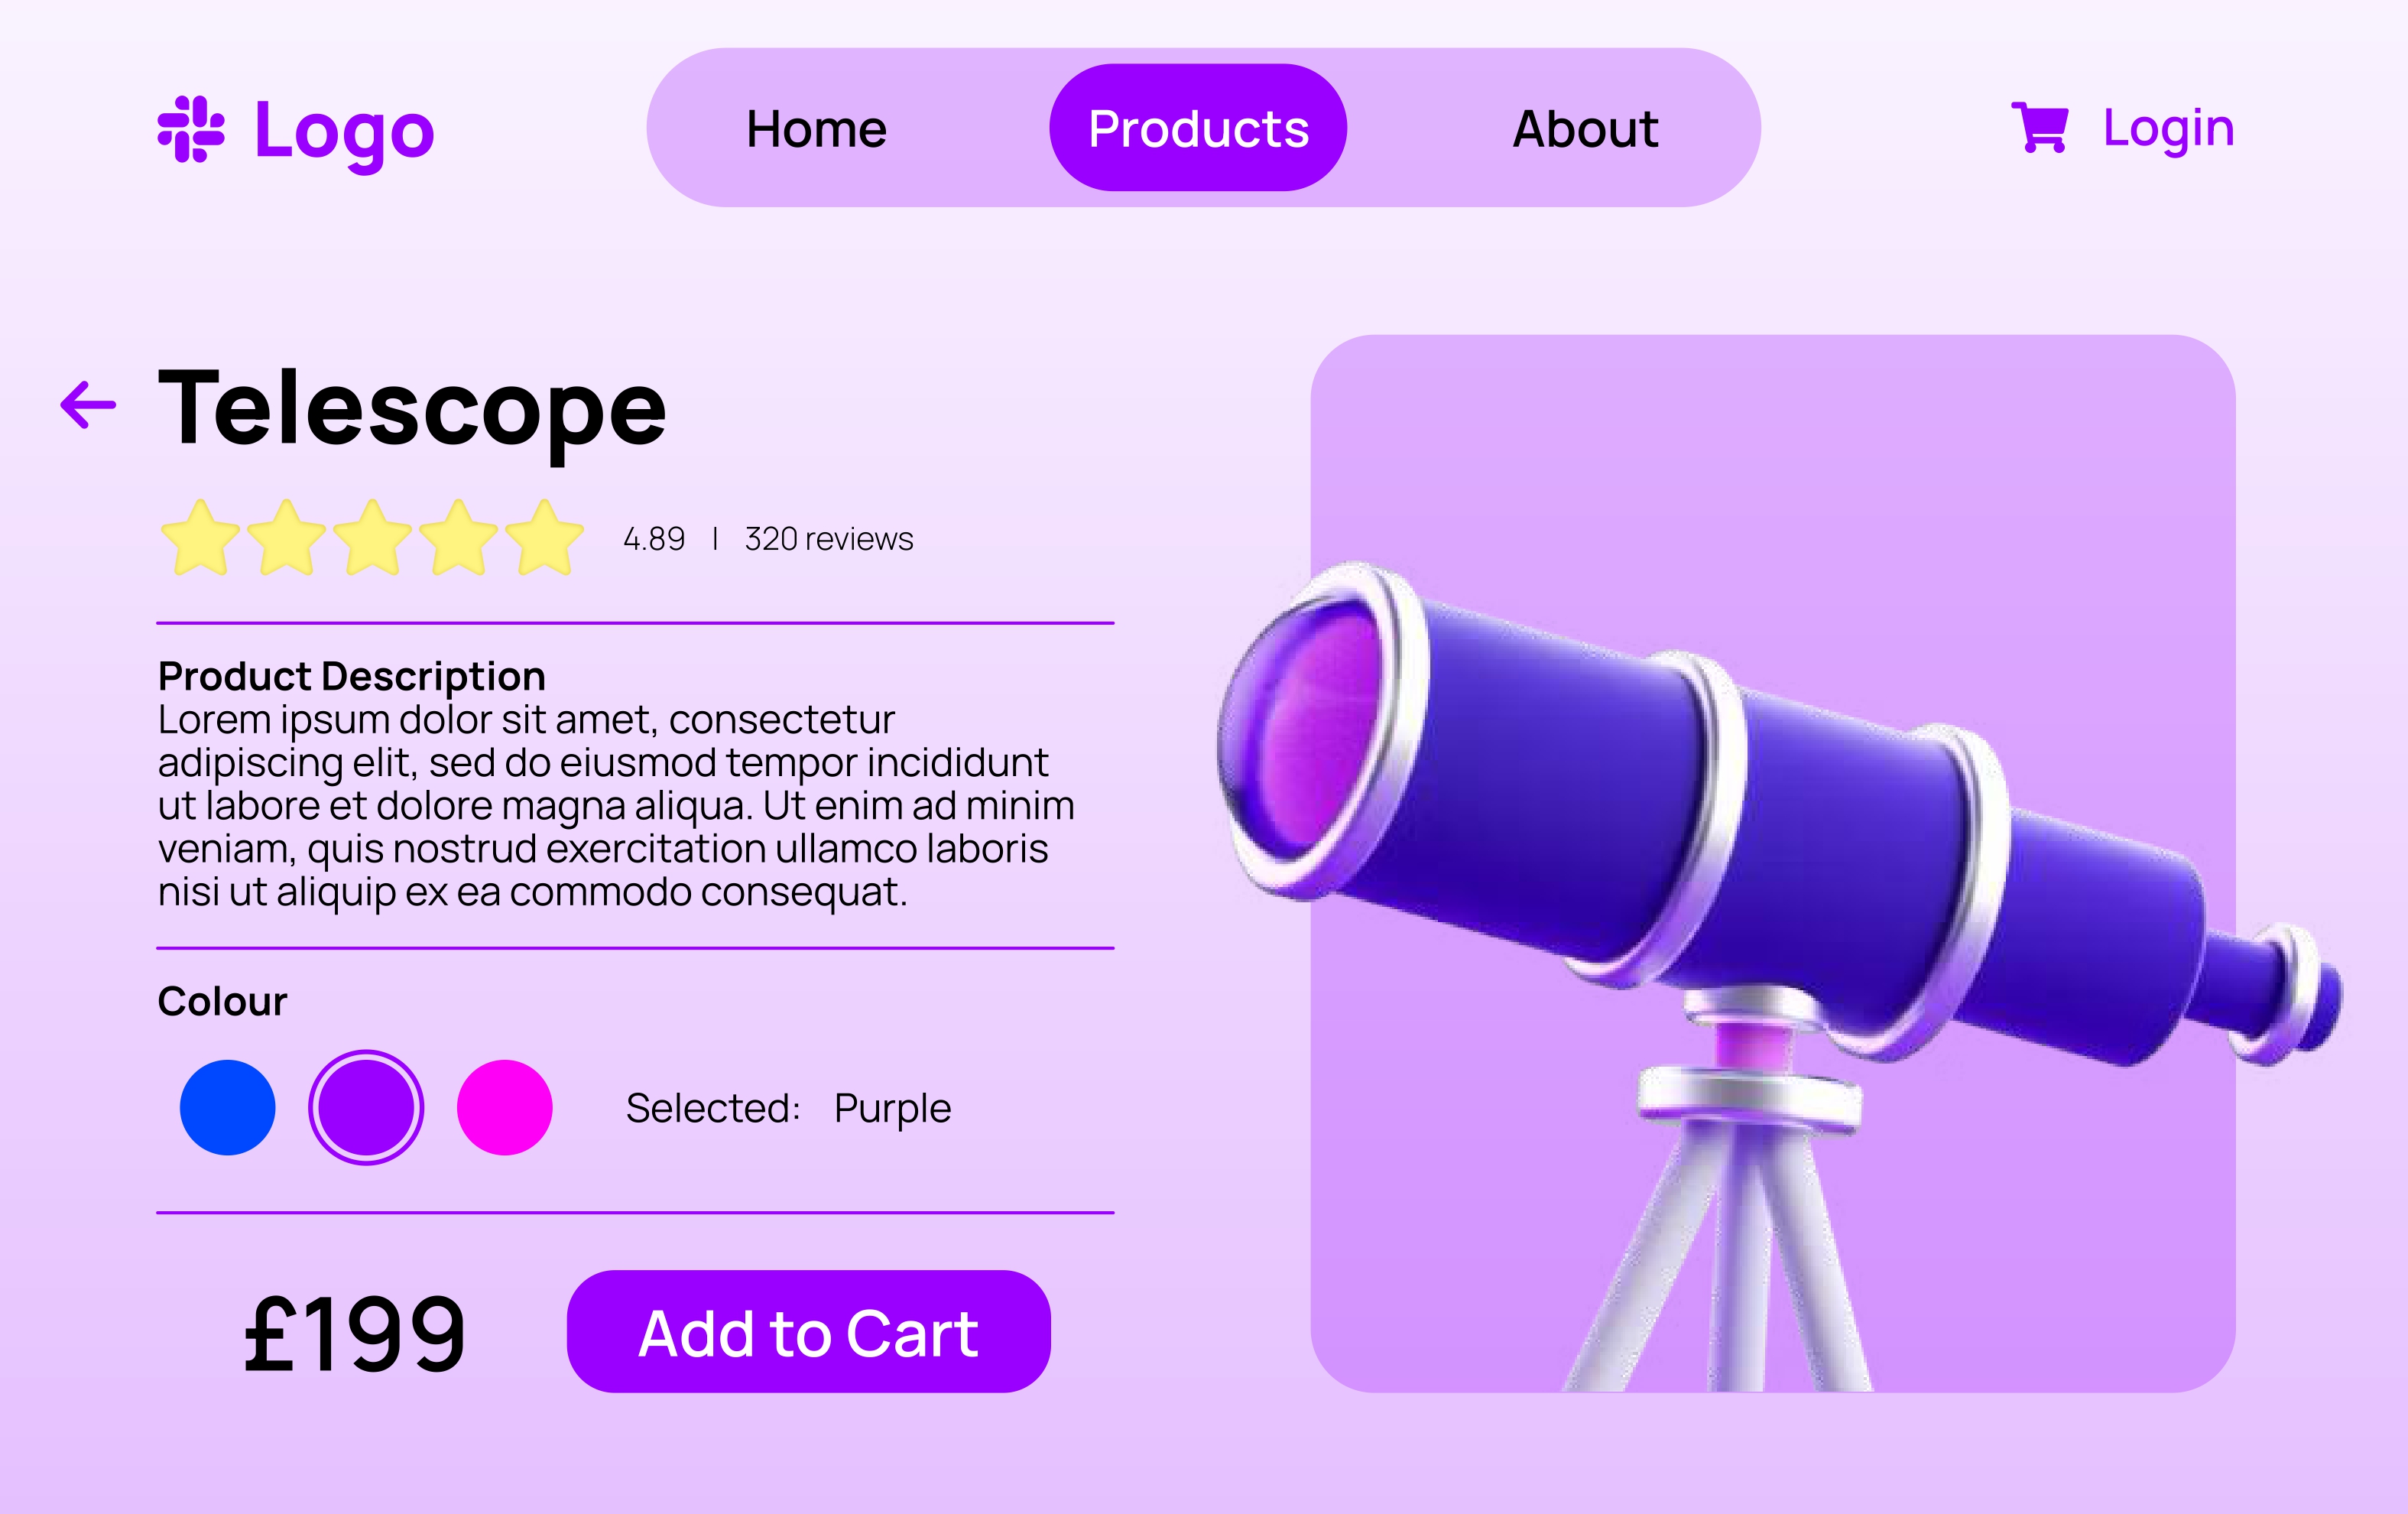 Logo
Home
Products
About
Login
Telescope
4.89 | 320 reviews
Product Description
Lorem ipsum dolor sit amet, consectetur
adipiscing elit, sed do eiusmod tempor incididunt
ut labore et dolore magna aliqua. Ut enim ad minim
veniam, quis nostrud exercitation ullamco laboris
nisi ut aliquip ex ea commodo consequat.
Colour
Selected: Purple
£199
Add to Cart